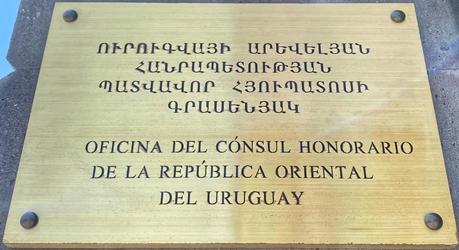 ՈՒՐՈՒԳՎԱՅԻ ԱՐԵՎԵԼՅԱՆ
ՀԱՆՐԱՊԵՏՈՒԹՅԱՆ
ՊԱՏՎԱՎՈՐ ՀՅՈՒՊԱՏՈՍԻ
ԳՐԱՍԵՆՅԱԿ
OFICINA DEL CÓNSUL HONORARIO
DE LA REPÚBLICA ORIENTAL
DEL URUGUAY